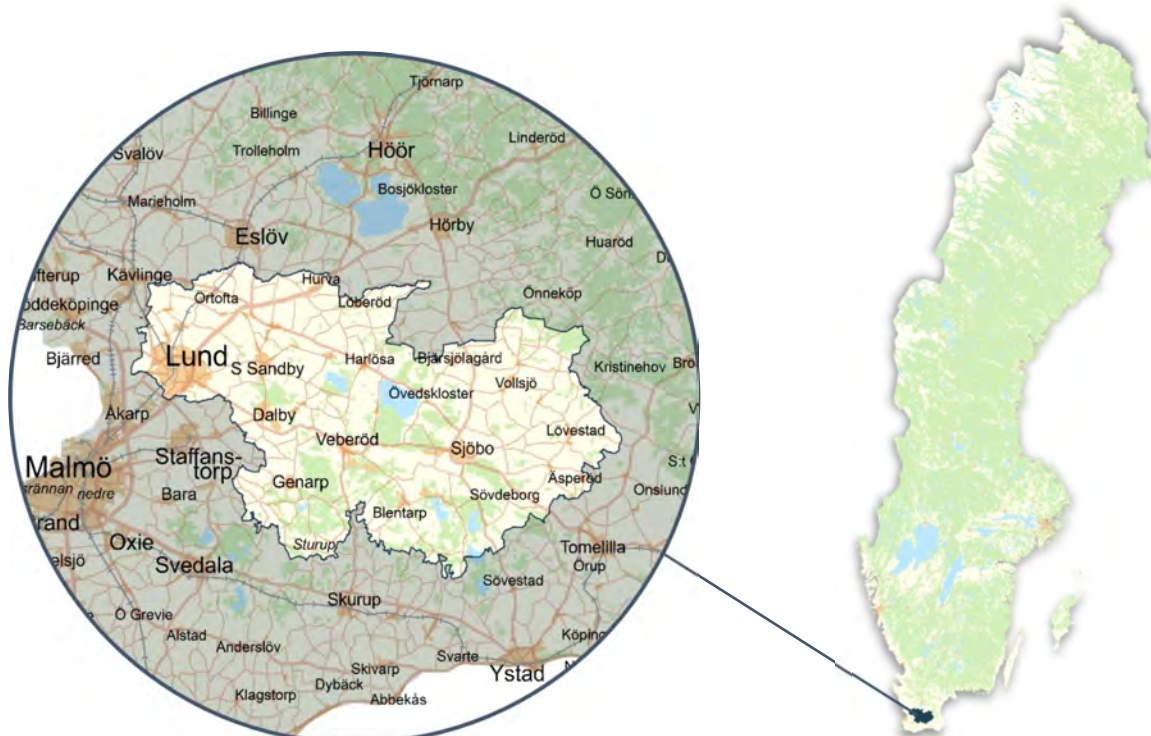 Tjörnarp
Billinge
Linderöd
Svalöv
Trolleholm
Höör
Bosjökloster
Marieholm
Hörby
Eslöv
Huaröd
Kävlinge
Hurva
Ortofta
Löberöd
Önneköp
Barsebäck
Bjärred
Lund
S Sandby
Harlösa
Bjärsjölagård
Kristinehov
Vollsjö
Övedskloster
Åkarp
Dalby
Veberöd
Lövestad
Staffans-
torp
Sjöbo
Malmö
nedre
Bara
Genarp
Äsperöd
Sövdeborg
Blentarp
Oxie
Sturup
Tomelilla
Örup
Svedala
Sövestad
Skurup
Ö Grevie
Alstad
Anderslöv
Svarte
Skivarp
Ystad
Dybäck
Klagstorp
Abbekås